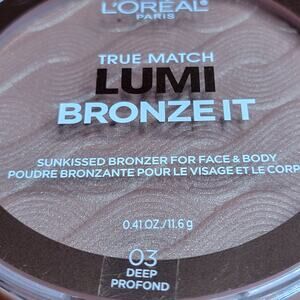 L'ORÉAL
PARIS
TRUE MATCH
LUMI
BRONZE IT
SUNKISSED BRONZER FOR FACE & BODY
POUDRE BRONZANTE POUR LE VISAGE ET LE CORP
0.41 OZ./11.6g
03
DEEP
PROFOND